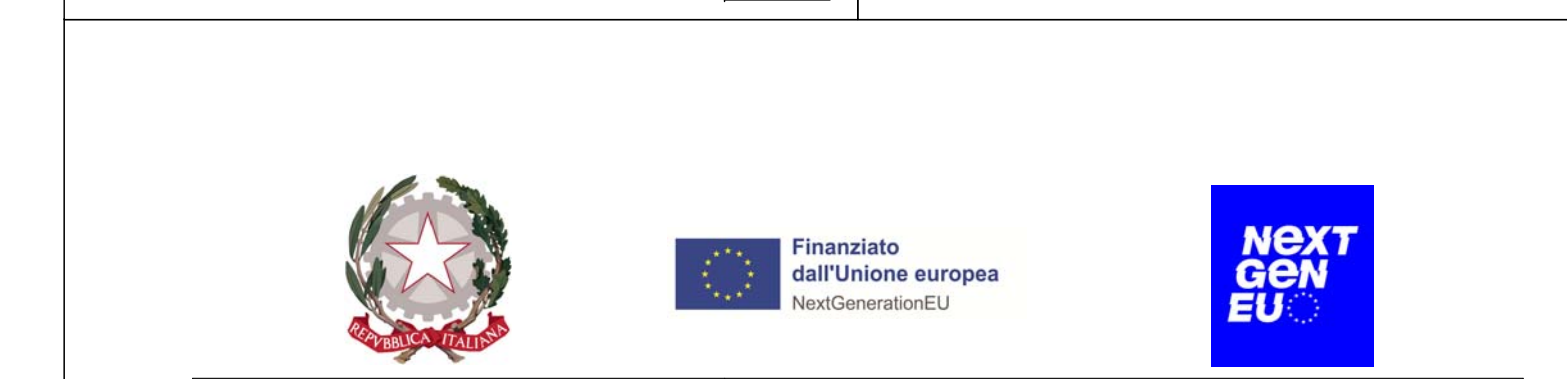 REPVBBLICA ITALIANA
Finanziato
dall'Unione europea
NextGenerationEU
NEXT
GEN
EU